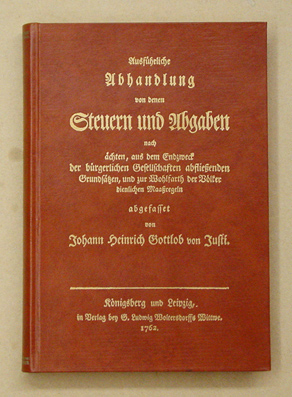 Ausführliche
Abhandlung
von denen
Steuern und Abgaben
nach
ächten, aus dem Endzweck
der bürgerlichen Gesellschaften abfließenden
Grundsätzen, und zur Wohlfarth der Völker
dienlichen Maaßregeln
abgefasset
von
Johann Heinrich Gottlob von Justi.
Königsberg und Leipzig,
in Verlag bey G. Ludwig Woltersdorffs Wittwe.
1762.